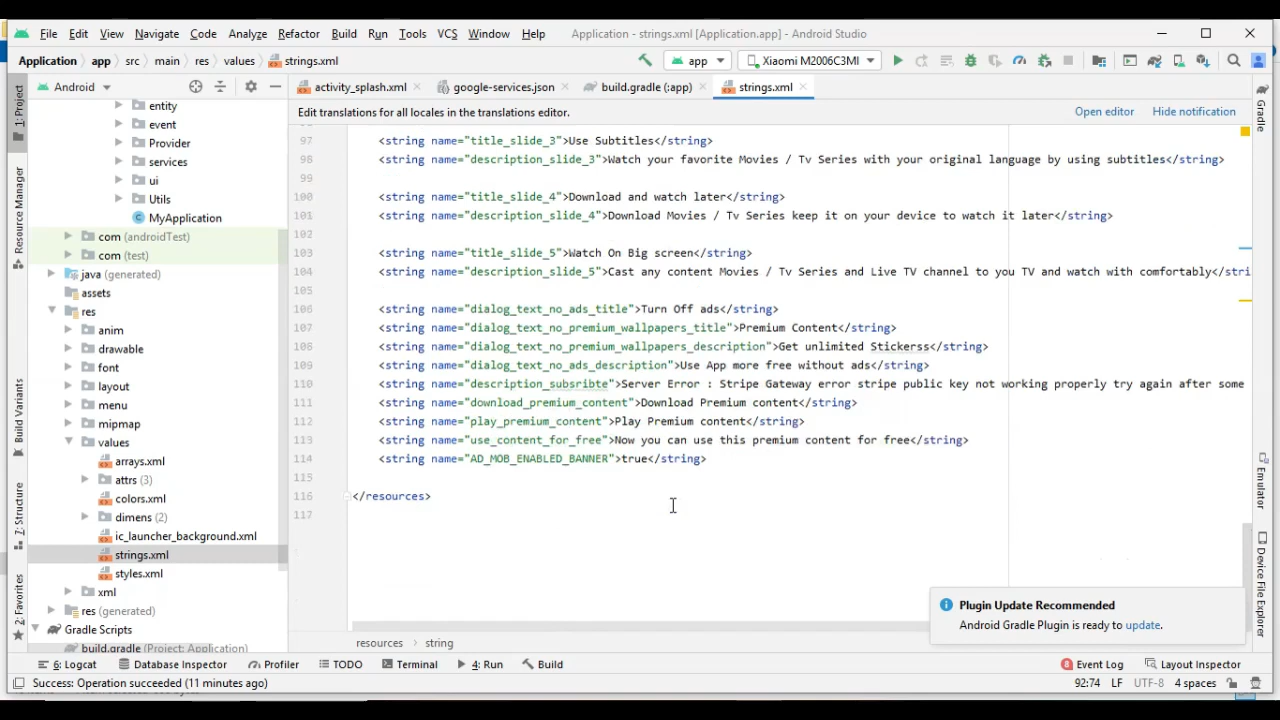 File Edit View Navigate Code Analyze Refactor Build Run Tools VCS Window Help Application - strings.xml [Application.app] - Android Studio
Application app src main res values strings.xml app Xiaomi M2006C3MI
Android activity_splash.xml google-services.json build.gradle (:app) strings.xml
Edit translations for all locales in the translations editor. Open editor Hide notification
1: Project
Resource Manager
Build Variants
7: Structure
2: Favorites
entity
event
Provider
services
ui
Utils
MyApplication
com (androidTest)
com (test)
java (generated)
assets
res
anim
drawable
font
layout
menu
mipmap
values
arrays.xml
attrs (3)
colors.xml
dimens (2)
ic_launcher_background.xml
strings.xml
styles.xml
xml
res (generated)
Gradle Scripts
build.gradle (Project: Application)
97 <string name="title_slide_3">Use Subtitles</string>
98 <string name="description_slide_3">Watch your favorite Movies / Tv Series with your original language by using subtitles</string>
99
100 <string name="title_slide_4">Download and watch later</string>
101 <string name="description_slide_4">Download Movies / Tv Series keep it on your device to watch it later</string>
102
103 <string name="title_slide_5">Watch On Big screen</string>
104 <string name="description_slide_5">Cast any content Movies / Tv Series and Live TV channel to you TV and watch with comfortably</stri
105
106 <string name="dialog_text_no_ads_title">Turn Off ads</string>
107 <string name="dialog_text_no_premium_wallpapers_title">Premium Content</string>
108 <string name="dialog_text_no_premium_wallpapers_description">Get unlimited Stickerss</string>
109 <string name="dialog_text_no_ads_description">Use App more free without ads</string>
110 <string name="description_subsribte">Server Error : Stripe Gateway error stripe public key not working properly try again after some
111 <string name="download_premium_content">Download Premium content</string>
112 <string name="play_premium_content">Play Premium content</string>
113 <string name="use_content_for_free">Now you can use this premium content for free</string>
114 <string name="AD_MOB_ENABLED_BANNER">true</string>
115
116 </resources>
117
Gradle
Emulator
Device File Explorer
Plugin Update Recommended
Android Gradle Plugin is ready to update.
resources string
6: Logcat Database Inspector Profiler TODO Terminal 4: Run Build Event Log Layout Inspector
Success: Operation succeeded (11 minutes ago) 92:74 LF UTF-8 4 spaces